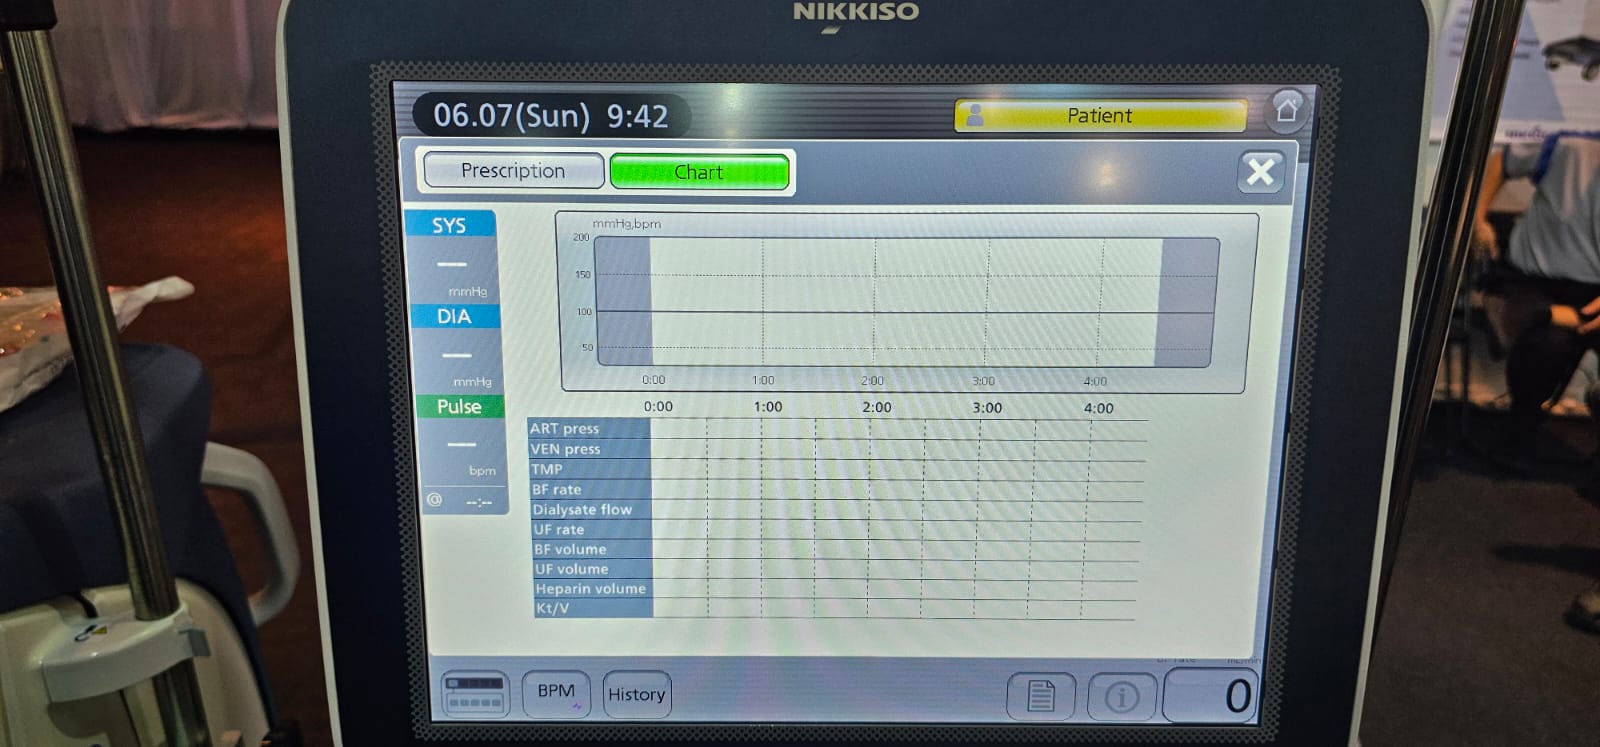 NIKKISO
06.07(Sun) 9:42
Patient
Prescription
Chart
SYS
mmHg
DIA
mmHg
Pulse
bpm
@ --:--
mmHg,bpm
200
150
100
50
0:00 1:00 2:00 3:00 4:00
0:00 1:00 2:00 3:00 4:00
ART press
VEN press
TMP
BF rate
Dialysate flow
UF rate
BF volume
UF volume
Heparin volume
Kt/V
BPM
History
0